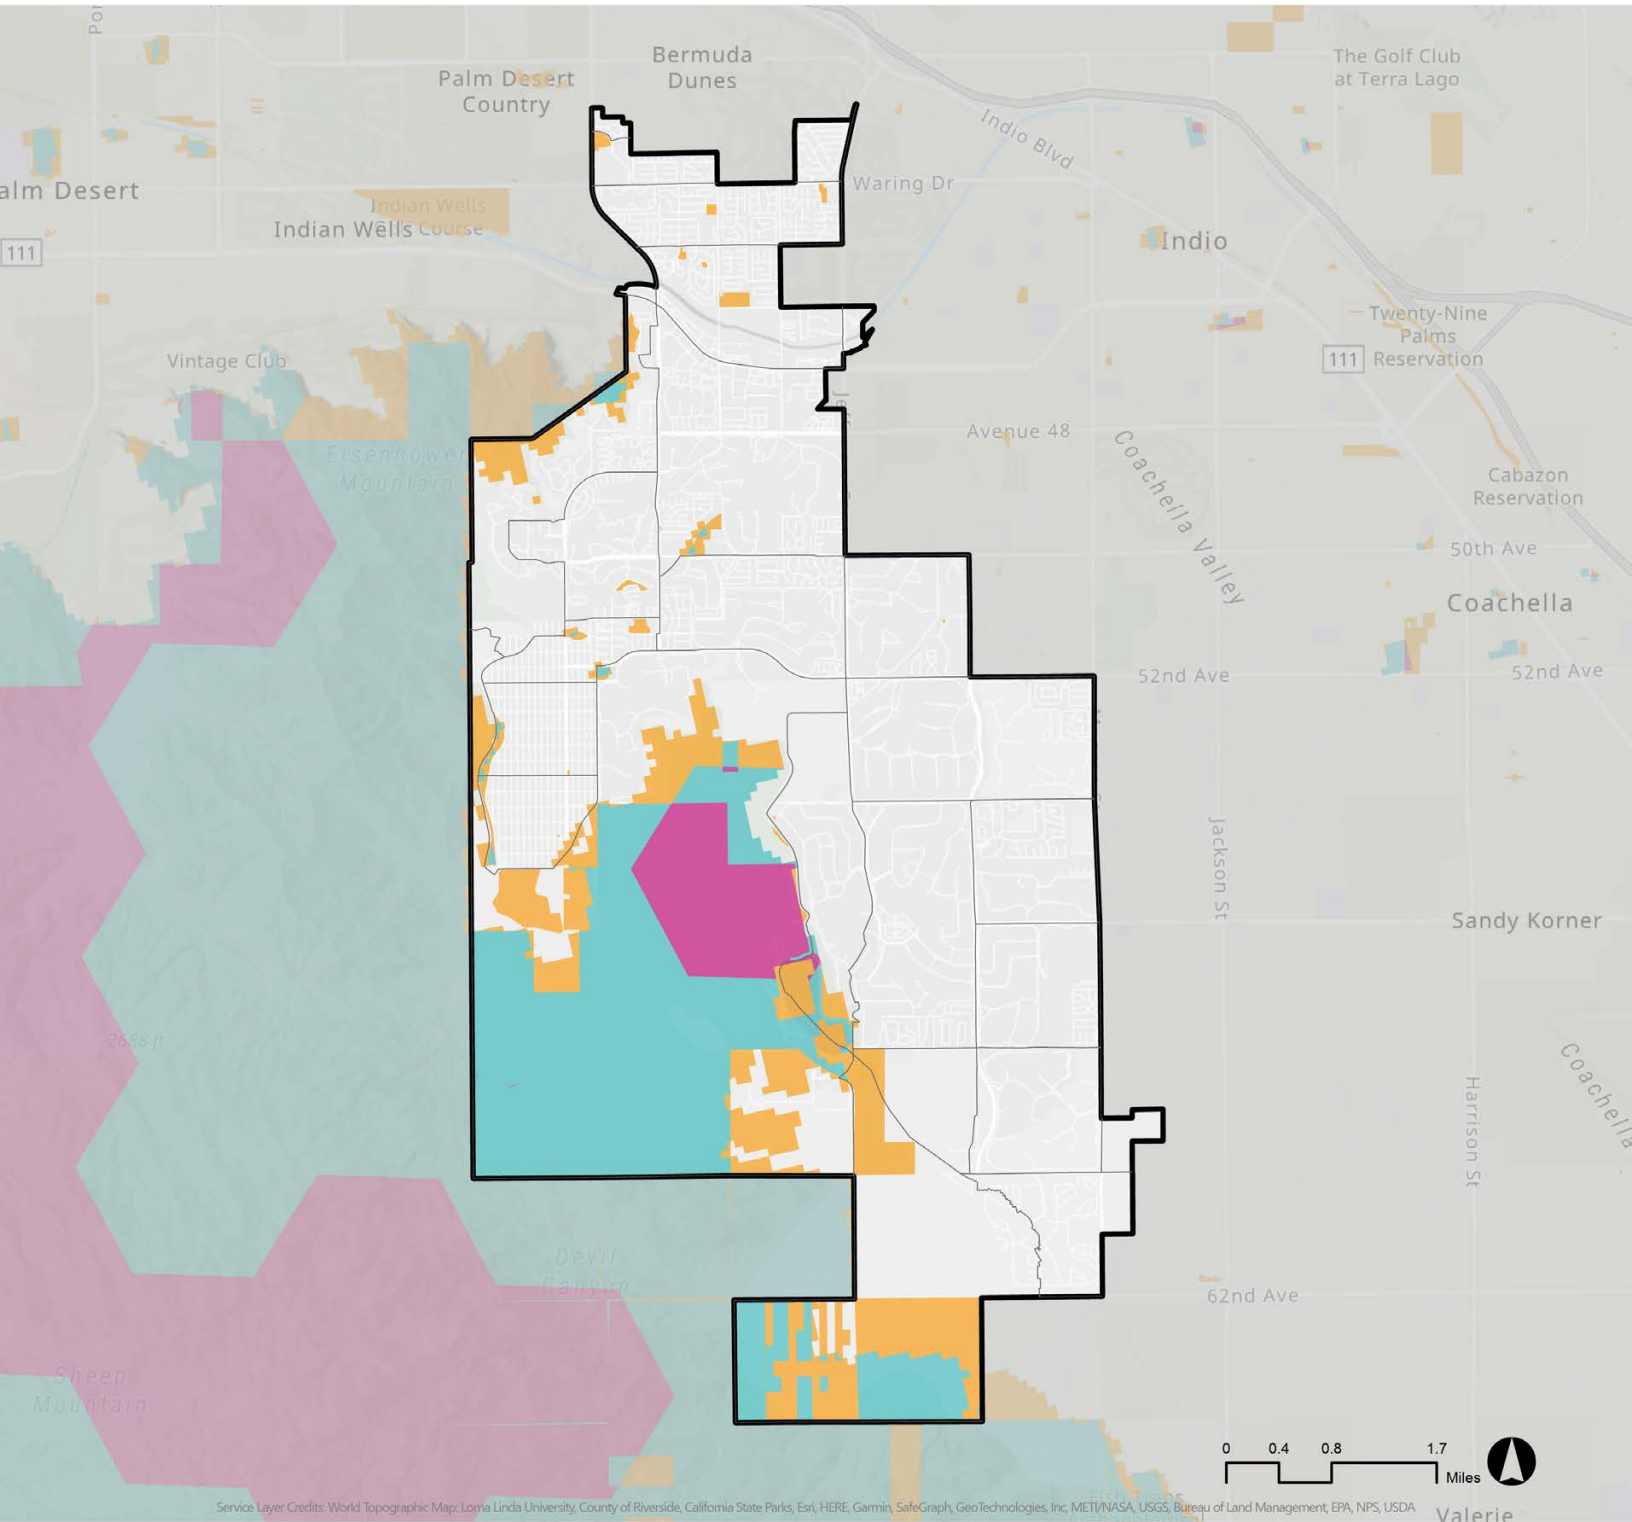 Por
Bermuda
Dunes
Palm Desert
Country
The Golf Club
at Terra Lago
Indio Blvd
alm Desert
Waring Dr
Indian Wells
Course
Indian Wells
Indio
111
Twenty-Nine
Palms
Reservation
111
Vintage Club
Avenue 48
Eisenhower
Mountain
Coachella Valley
Cabazon
Reservation
50th Ave
Coachella
52nd Ave
52nd Ave
Jackson St
Sandy Korner
2688 ft
Coachella
Harrison St
Devil
Canyon
62nd Ave
Sheep
Mountain
0 0.4 0.8 1.7
Miles
Fish Traps
Service Layer Credits: World Topographic Map: Loma Linda University, County of Riverside, California State Parks, Esri, HERE, Garmin, SafeGraph, GeoTechnologies, Inc, METI/NASA, USGS, Bureau of Land Management, EPA, NPS, USDA
Valerie